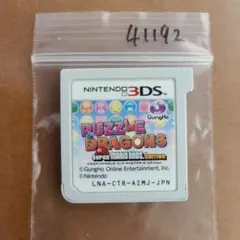 41192
NINTENDO 3DS
GungHo
PUZZLE & DRAGONS
SUPER MARIO BROS. EDITION
© GungHo Online Entertainment, Inc.
© Nintendo
LNA-CTR-AZMJ-JPN